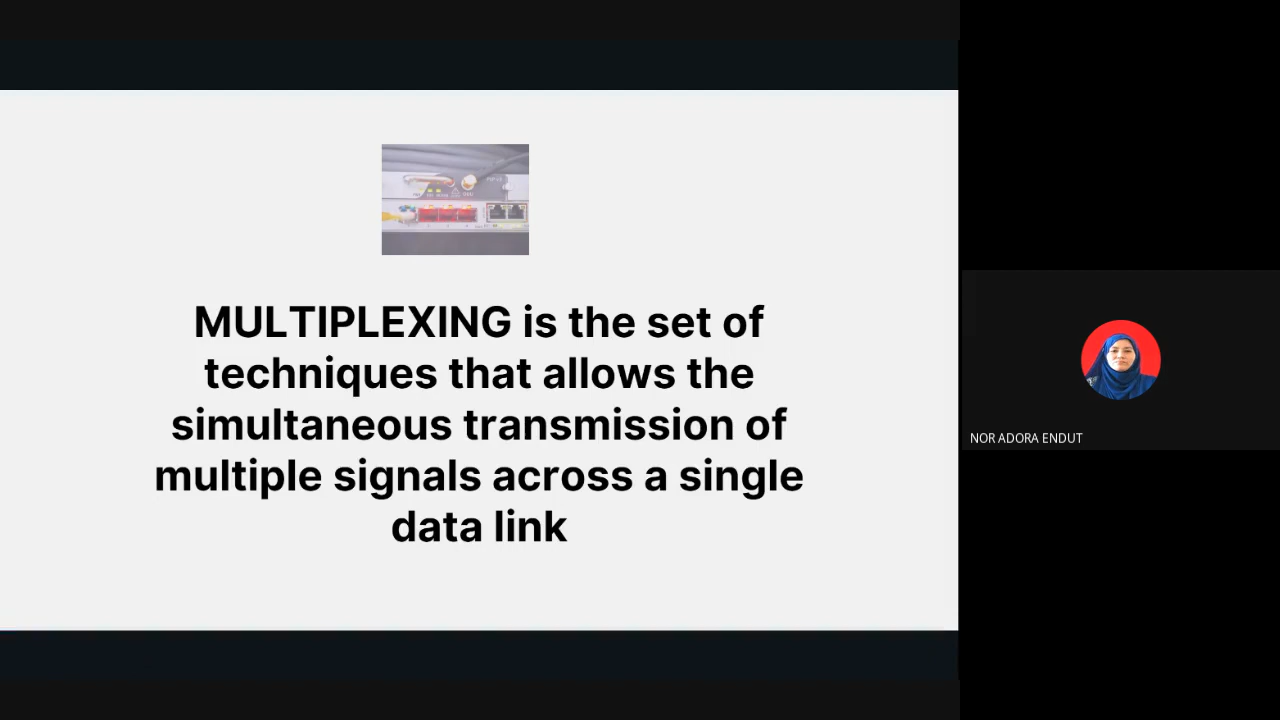 MULTIPLEXING is the set of
techniques that allows the
simultaneous transmission of
multiple signals across a single
data link
NOR ADORA ENDUT